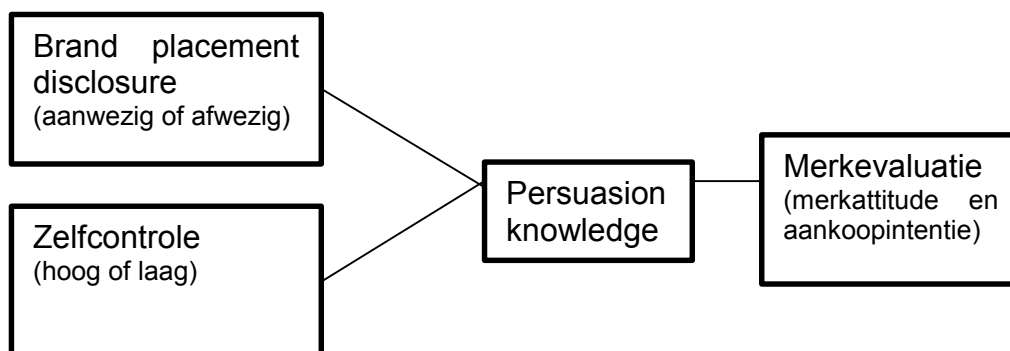 Brand placement
disclosure
(aanwezig of afwezig)
Zelfcontrole
(hoog of laag)
Persuasion
knowledge
Merkevaluatie
(merkattitude en
aankoopintentie)